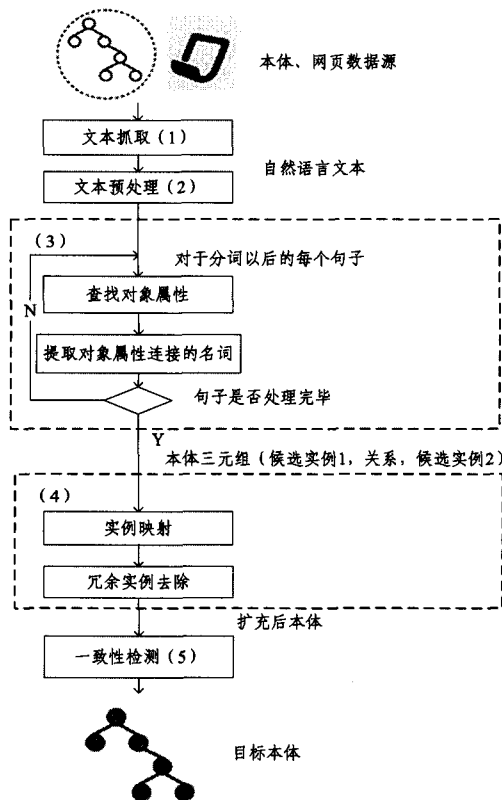 本体、网页数据源
文本抓取（1）
自然语言文本
文本预处理（2）
（3）
对于分词以后的每个句子
N
查找对象属性
提取对象属性连接的名词
句子是否处理完毕
Y
本体三元组（候选实例1，关系，候选实例2）
（4）
实例映射
冗余实例去除
扩充后本体
一致性检测（5）
目标本体